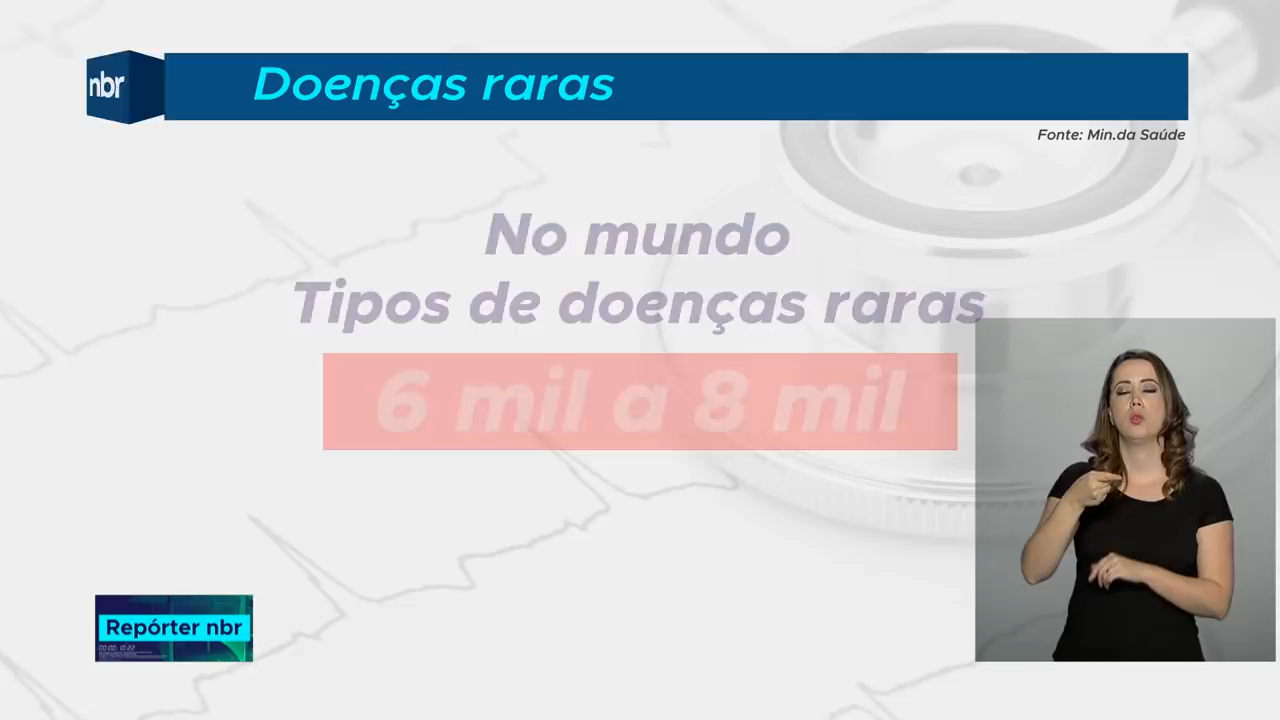 nbr
Doenças raras
Fonte: Min.da Saúde
No mundo
Tipos de doenças raras
6 mil a 8 mil
Repórter nbr